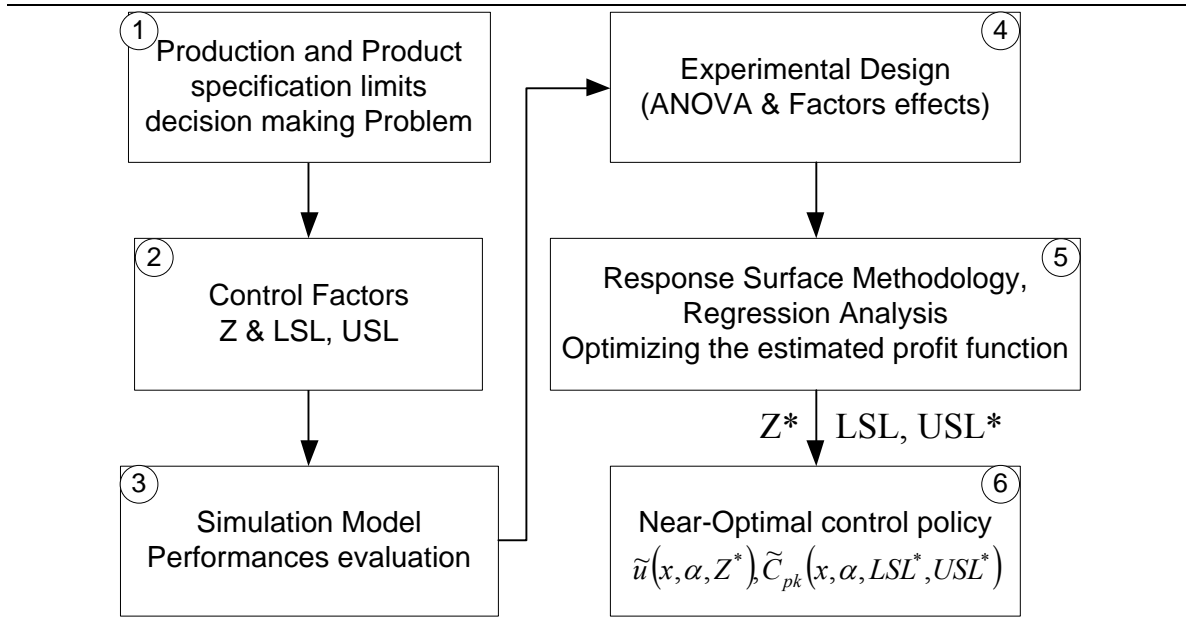 1
Production and Product
specification limits
decision making Problem
2
Control Factors
Z & LSL, USL
3
Simulation Model
Performances evaluation
4
Experimental Design
(ANOVA & Factors effects)
5
Response Surface Methodology,
Regression Analysis
Optimizing the estimated profit function
Z* LSL, USL*
6
Near-Optimal control policy
ũ(x, α, Z*), C̃ₚₖ(x, α, LSL*, USL*)